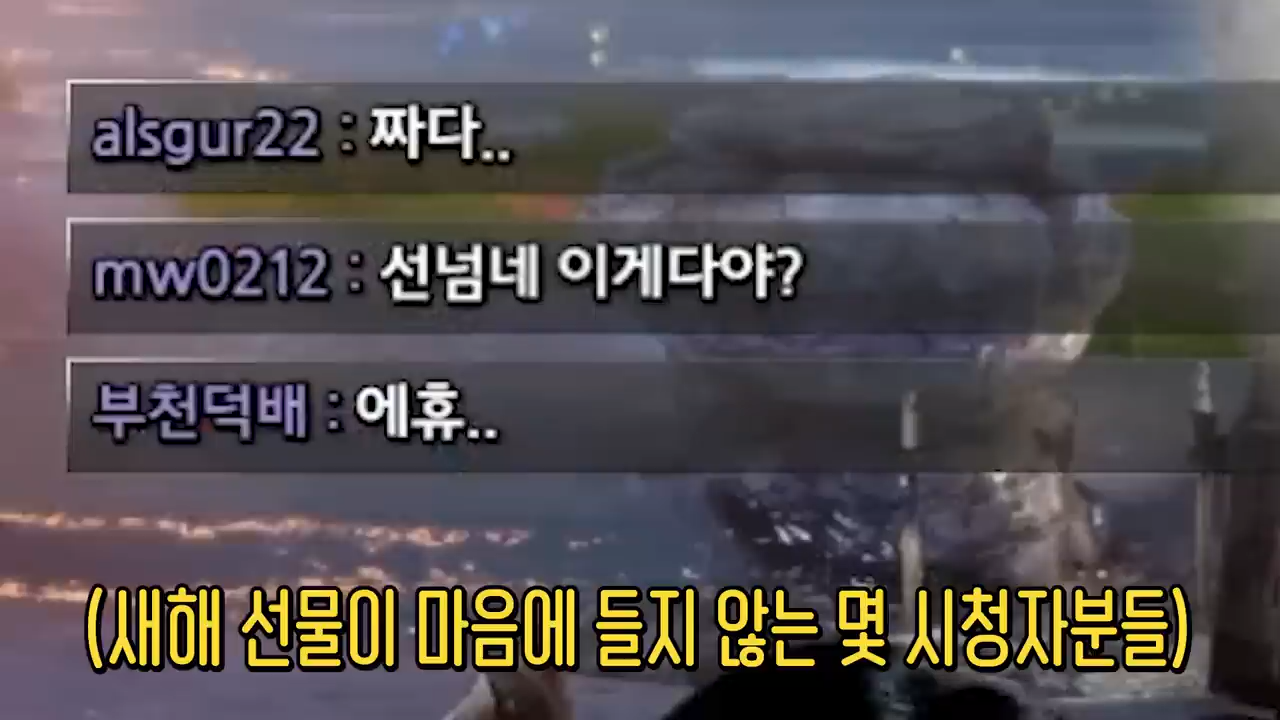 alsgur22 : 짜다..
mw0212 : 선넘네 이게다야?
부천덕배 : 에휴..
(새해 선물이 마음에 들지 않는 몇 시청자분들)